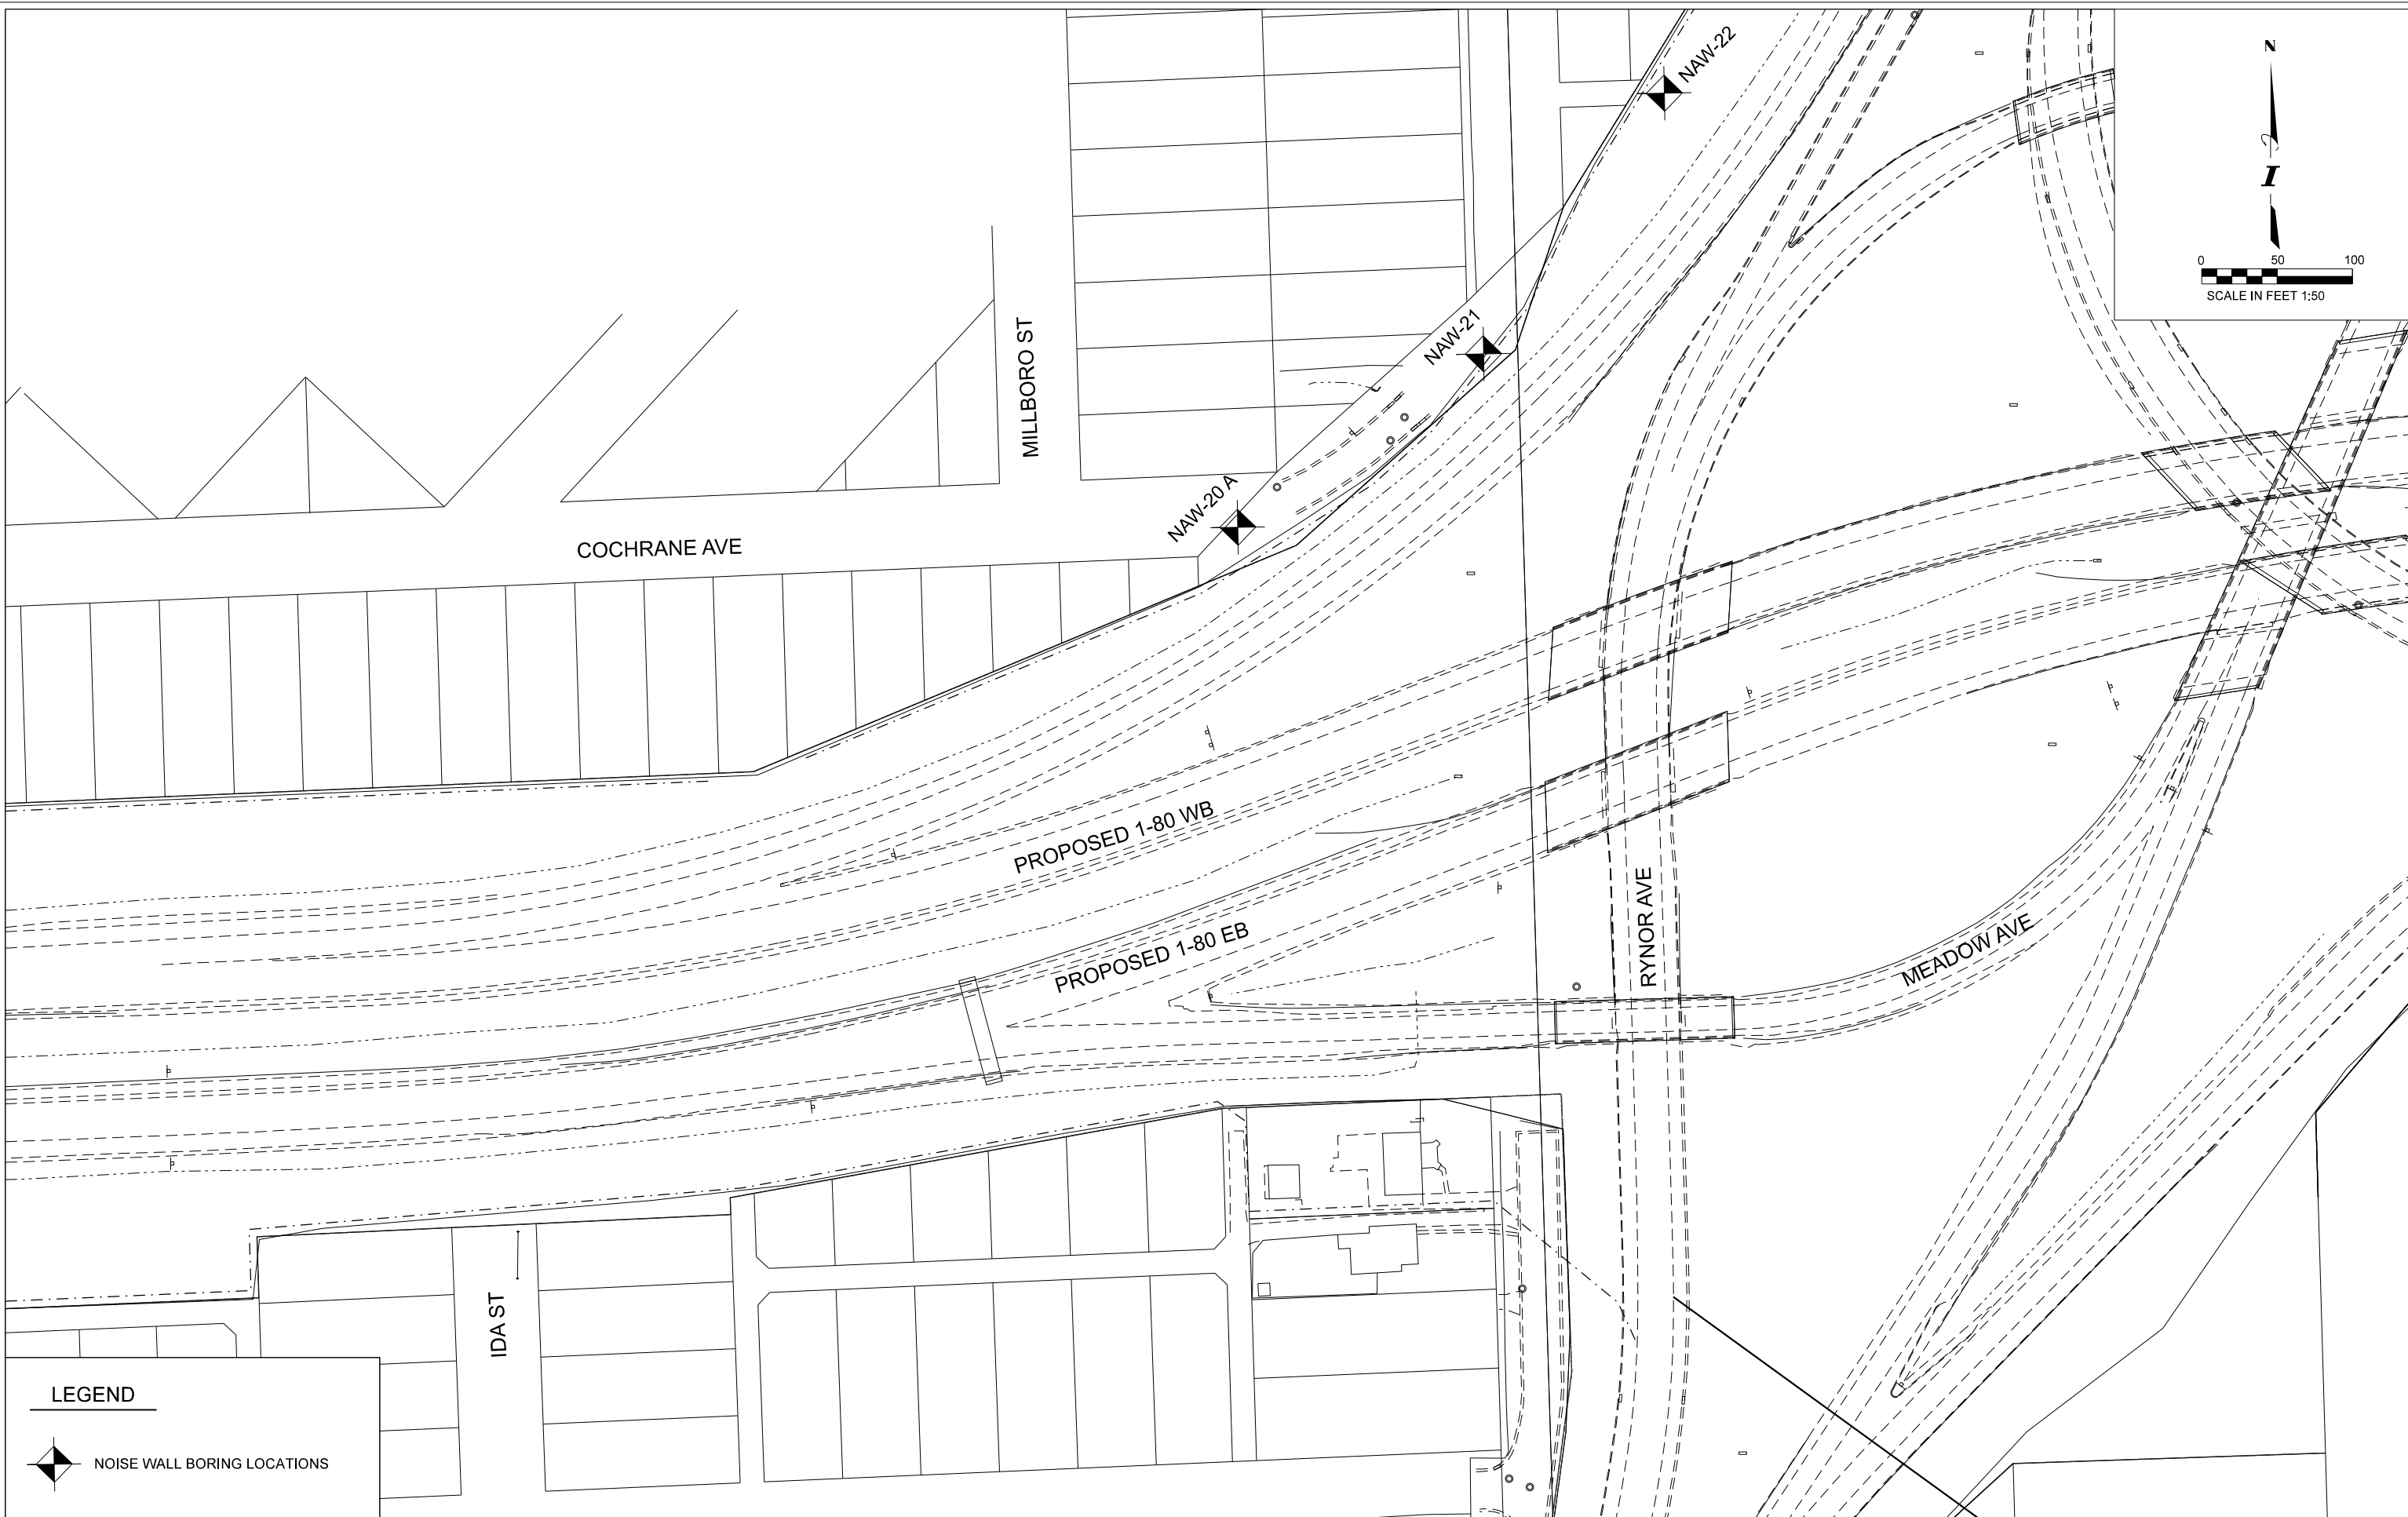 NAW-22
N
I
0 50 100
SCALE IN FEET 1:50
NAW-21
MILLBORO ST
NAW-20 A
COCHRANE AVE
PROPOSED 1-80 WB
PROPOSED 1-80 EB
RYNOR AVE
MEADOW AVE
IDA ST
LEGEND
NOISE WALL BORING LOCATIONS